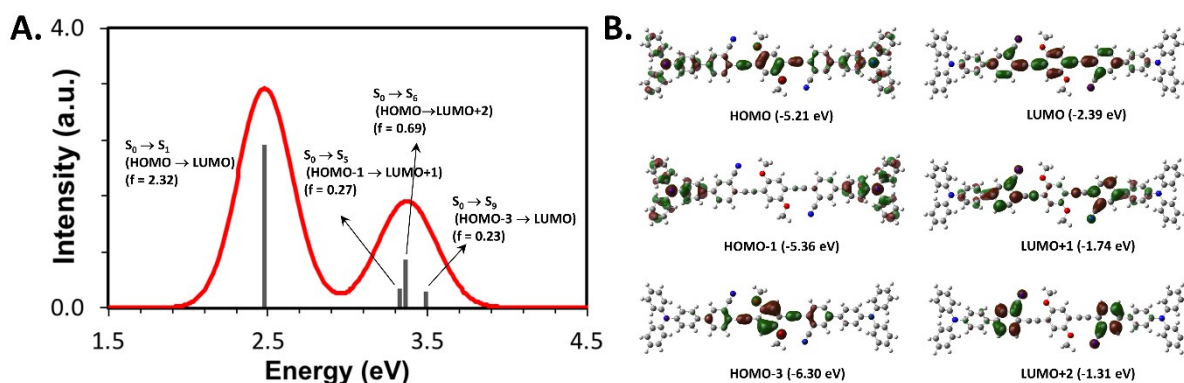 A.
Intensity (a.u.)
4.0
0.0
1.5
2.5
3.5
4.5
Energy (eV)
S₀ → S₁
(HOMO → LUMO)
(f = 2.32)
S₀ → S₅
(HOMO-1 → LUMO+1)
(f = 0.27)
S₀ → S₆
(HOMO→LUMO+2)
(f = 0.69)
S₀ → S₉
(HOMO-3 → LUMO)
(f = 0.23)
B.
HOMO (-5.21 eV)
LUMO (-2.39 eV)
HOMO-1 (-5.36 eV)
LUMO+1 (-1.74 eV)
HOMO-3 (-6.30 eV)
LUMO+2 (-1.31 eV)